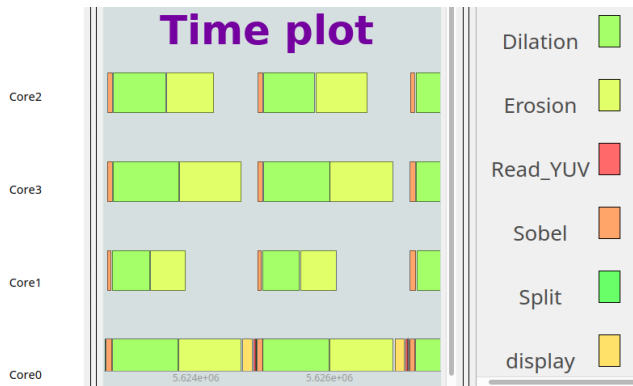 Time plot
Core2
Core3
Core1
Core0
5.624e+06
5.626e+06
Dilation
Erosion
Read_YUV
Sobel
Split
display